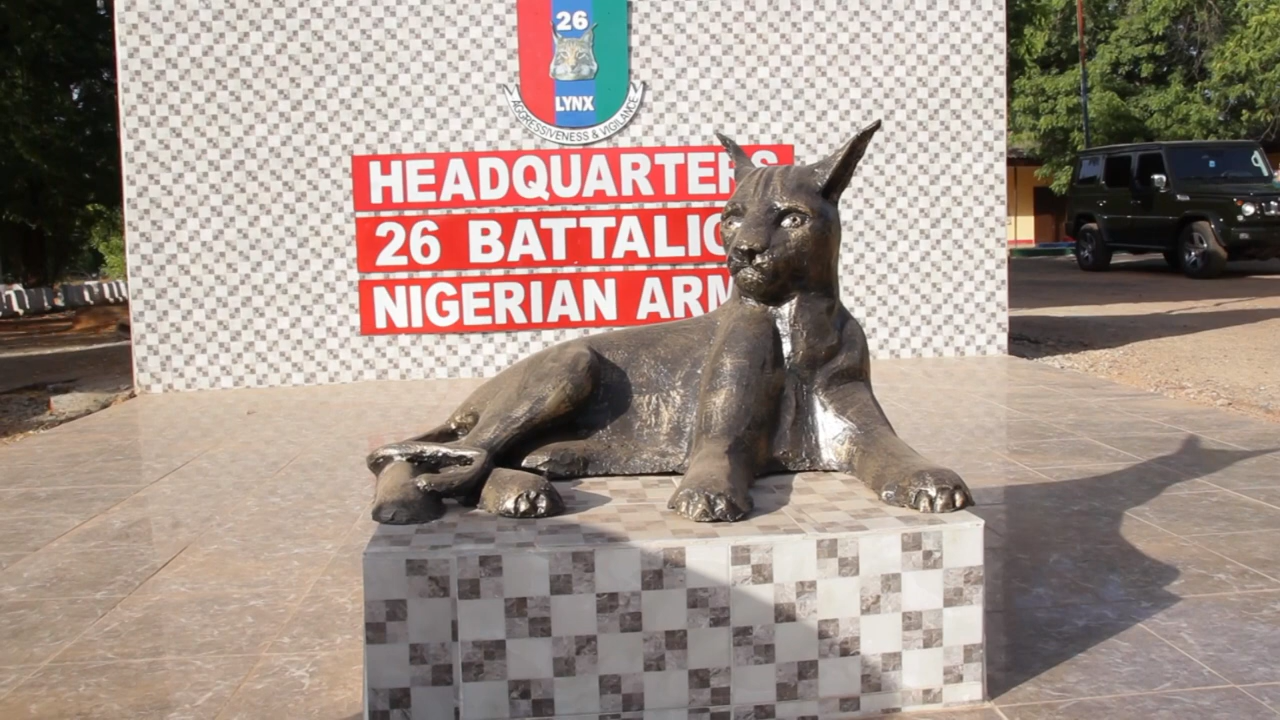 26
LYNX
AGGRESSIVENESS & VIGILANCE
HEADQUARTERS
26 BATTALIO
NIGERIAN ARM